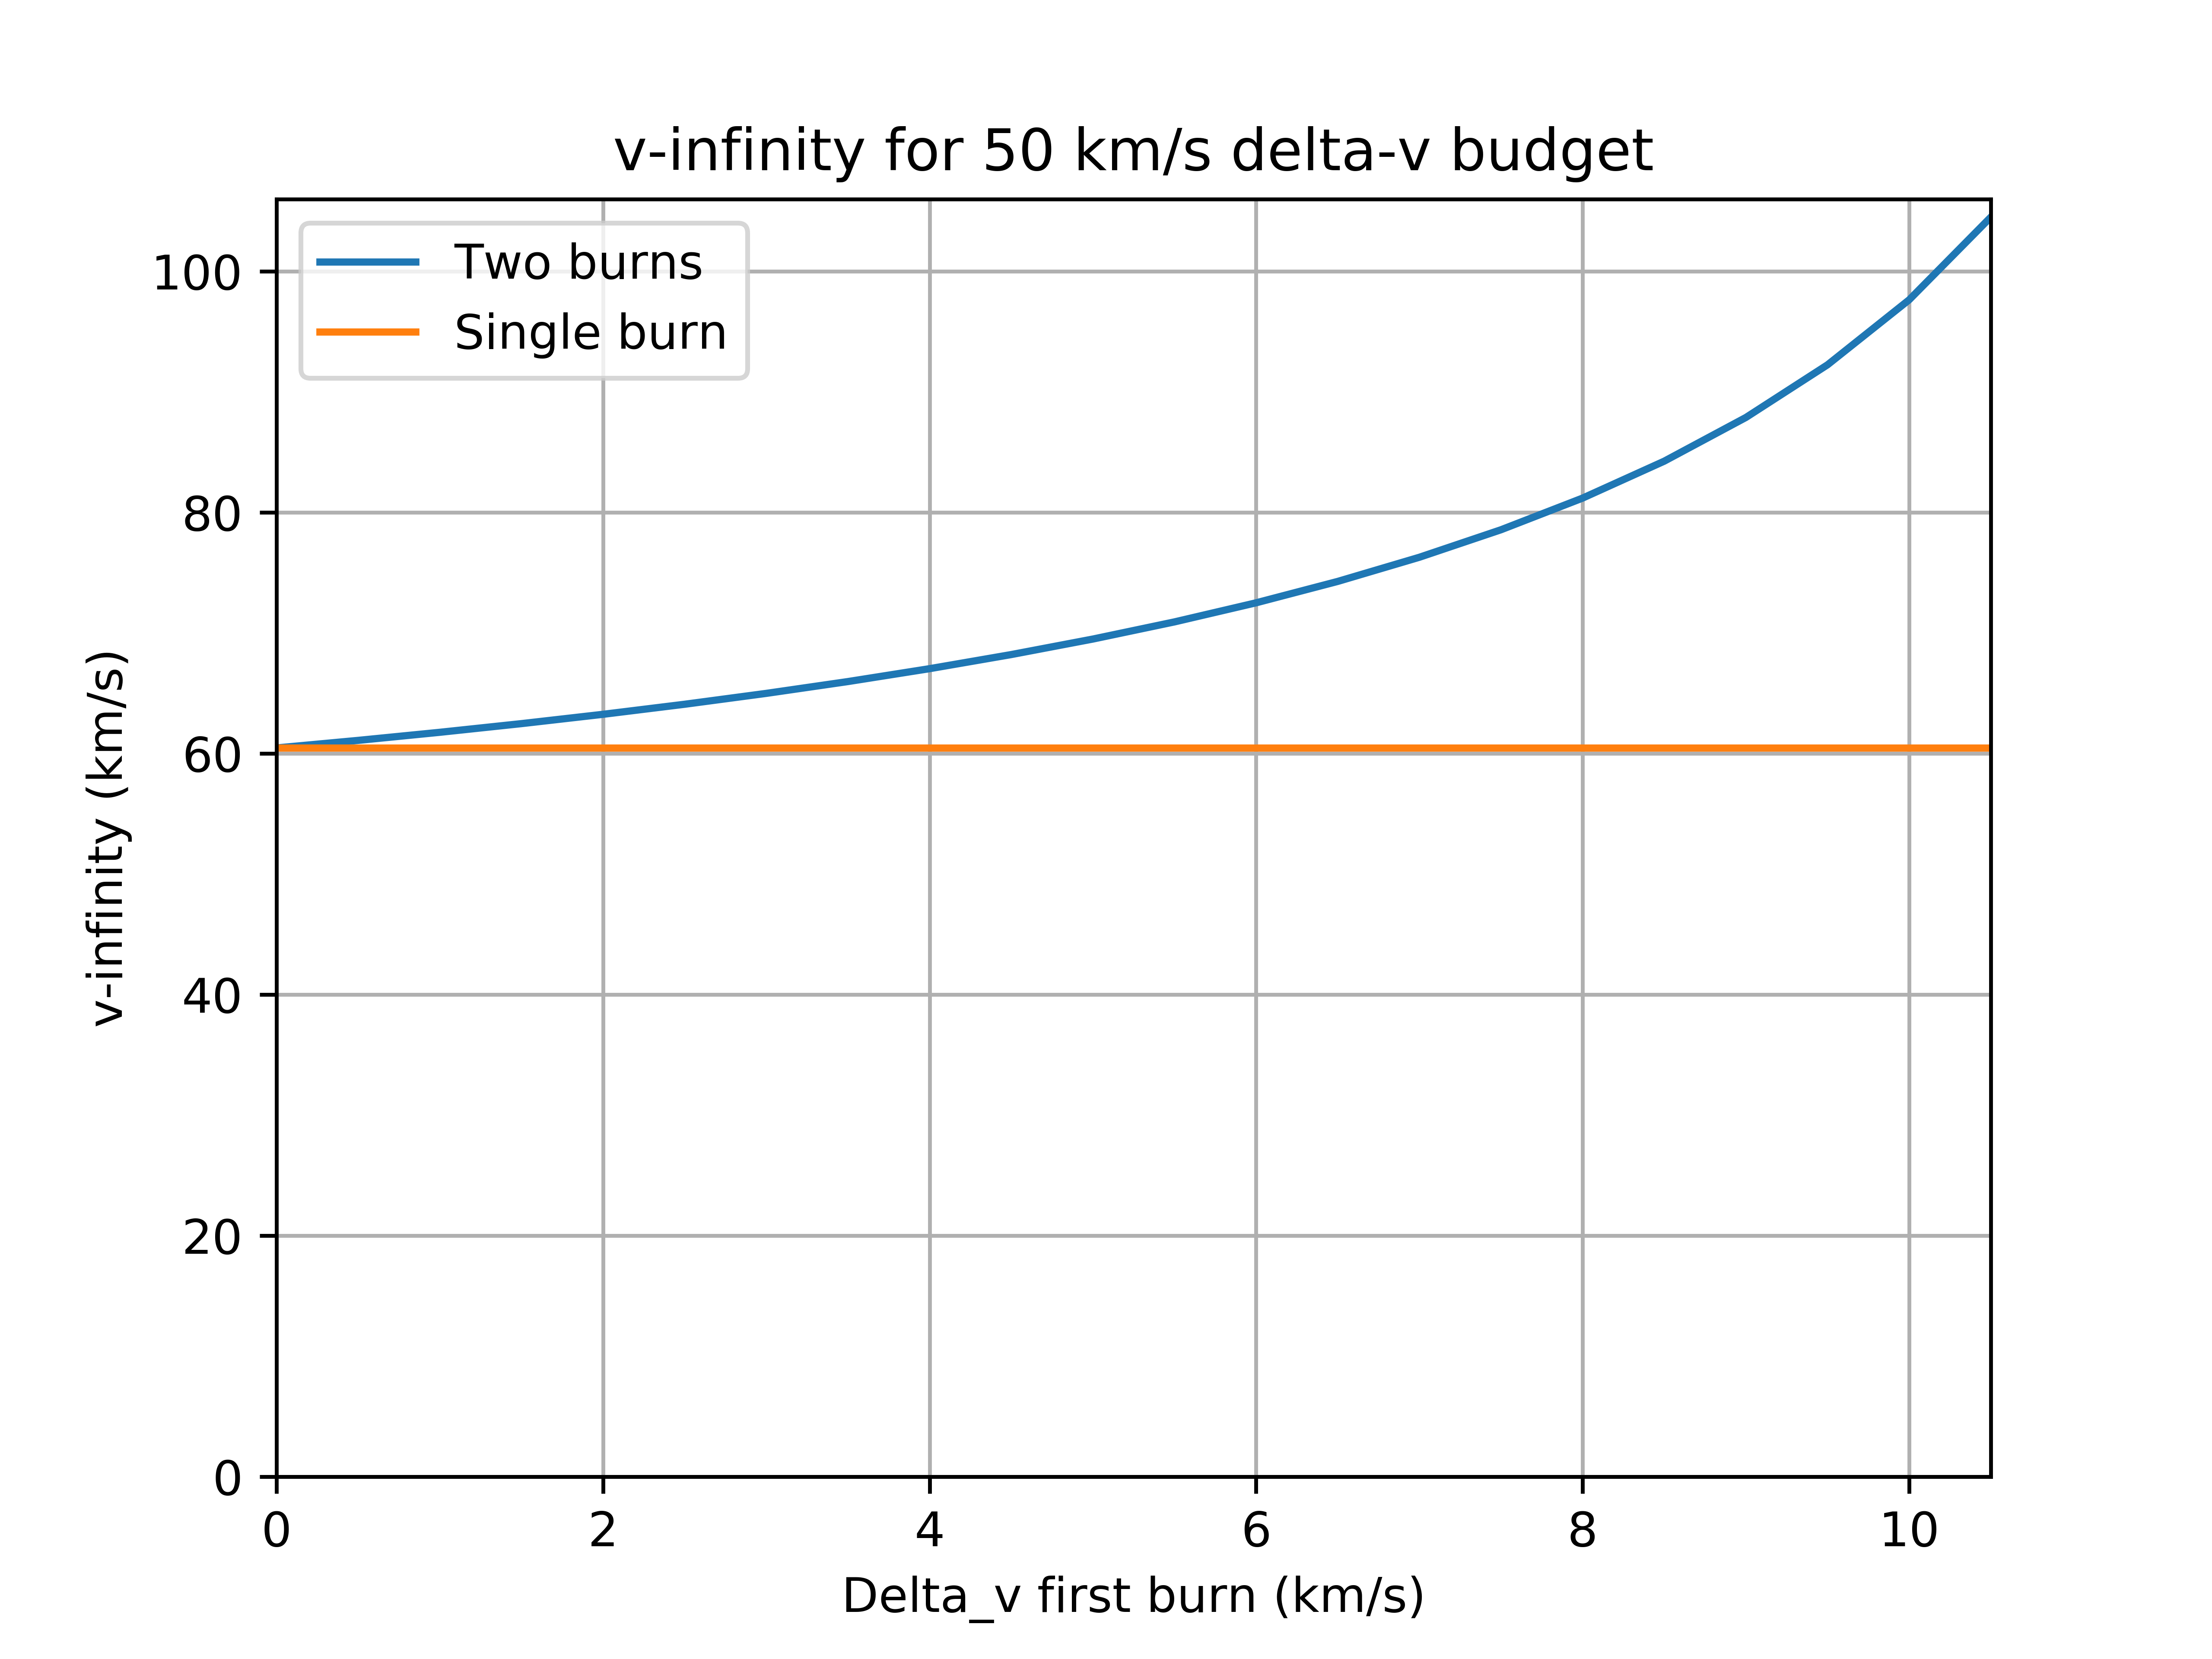 v-infinity for 50 km/s delta-v budget
Two burns
Single burn
v-infinity (km/s)
100
80
60
40
20
0
0 2 4 6 8 10
Delta_v first burn (km/s)